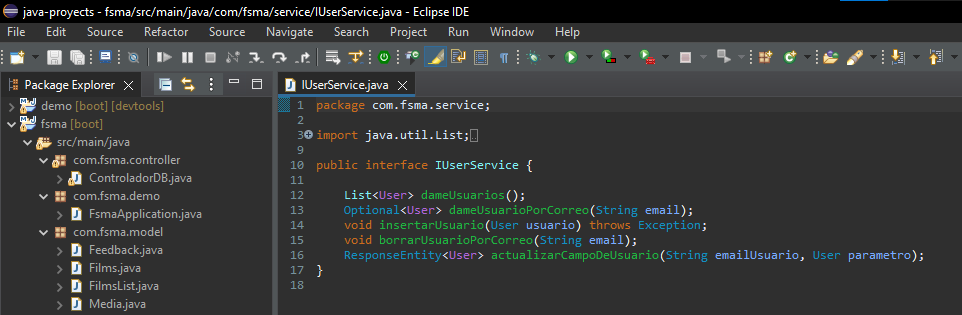 java-proyects - fsma/src/main/java/com/fsma/service/IUserService.java - Eclipse IDE
File Edit Source Refactor Source Navigate Search Project Run Window Help
Package Explorer
demo [boot] [devtools]
fsma [boot]
src/main/java
com.fsma.controller
ControladorDB.java
com.fsma.demo
FsmaApplication.java
com.fsma.model
Feedback.java
Films.java
FilmsList.java
Media.java
IUserService.java
1 package com.fsma.service;
2
3 import java.util.List;
9
10 public interface IUserService {
11
12 List<User> dameUsuarios();
13 Optional<User> dameUsuarioPorCorreo(String email);
14 void insertarUsuario(User usuario) throws Exception;
15 void borrarUsuarioPorCorreo(String email);
16 ResponseEntity<User> actualizarCampoDeUsuario(String emailUsuario, User parametro);
17 }
18